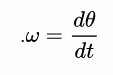 .ω = dθ/dt